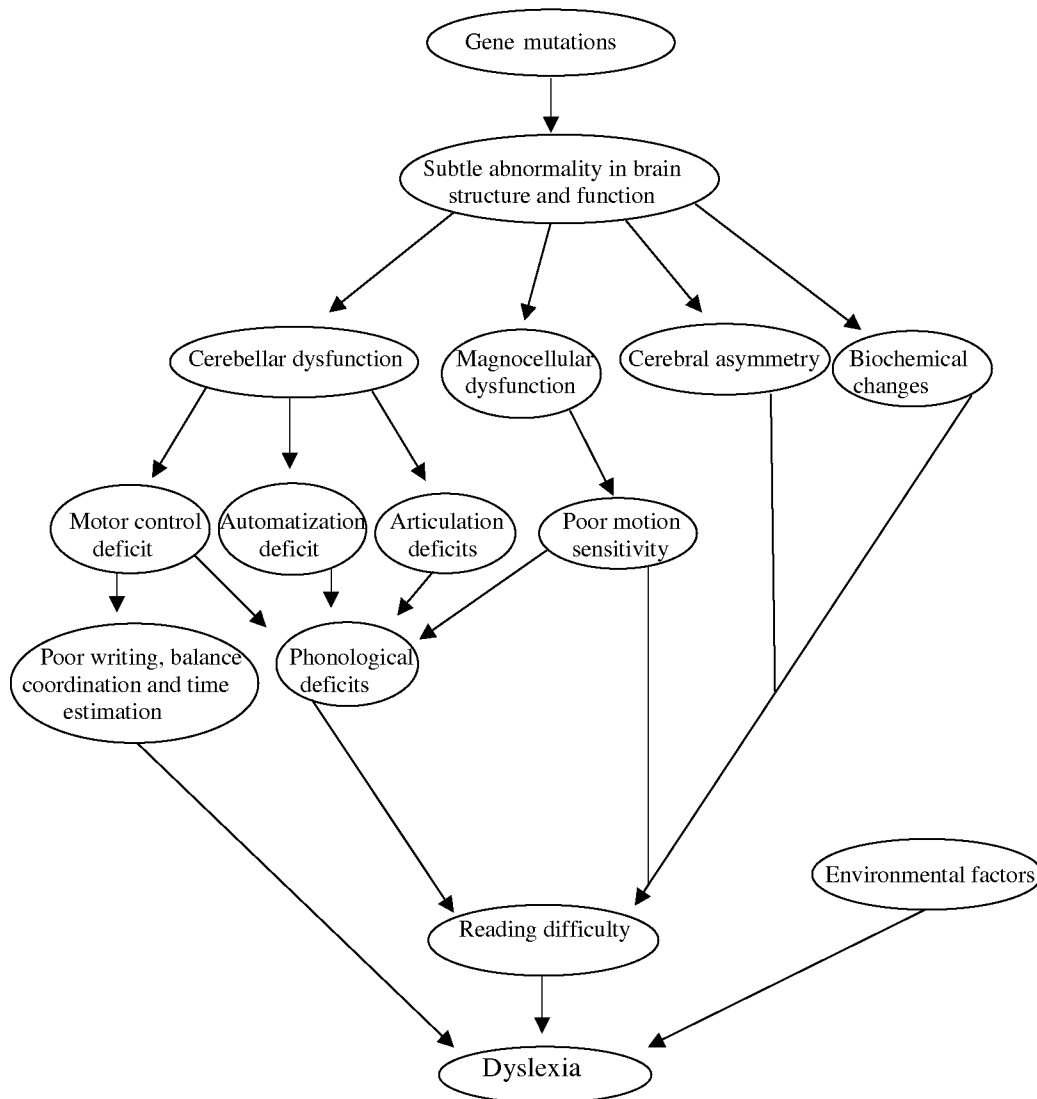 Gene mutations
Subtle abnormality in brain
structure and function
Cerebellar dysfunction
Magnocellular
dysfunction
Cerebral asymmetry
Biochemical
changes
Motor control
deficit
Automatization
deficit
Articulation
deficits
Poor motion
sensitivity
Poor writing, balance
coordination and time
estimation
Phonological
deficits
Environmental factors
Reading difficulty
Dyslexia